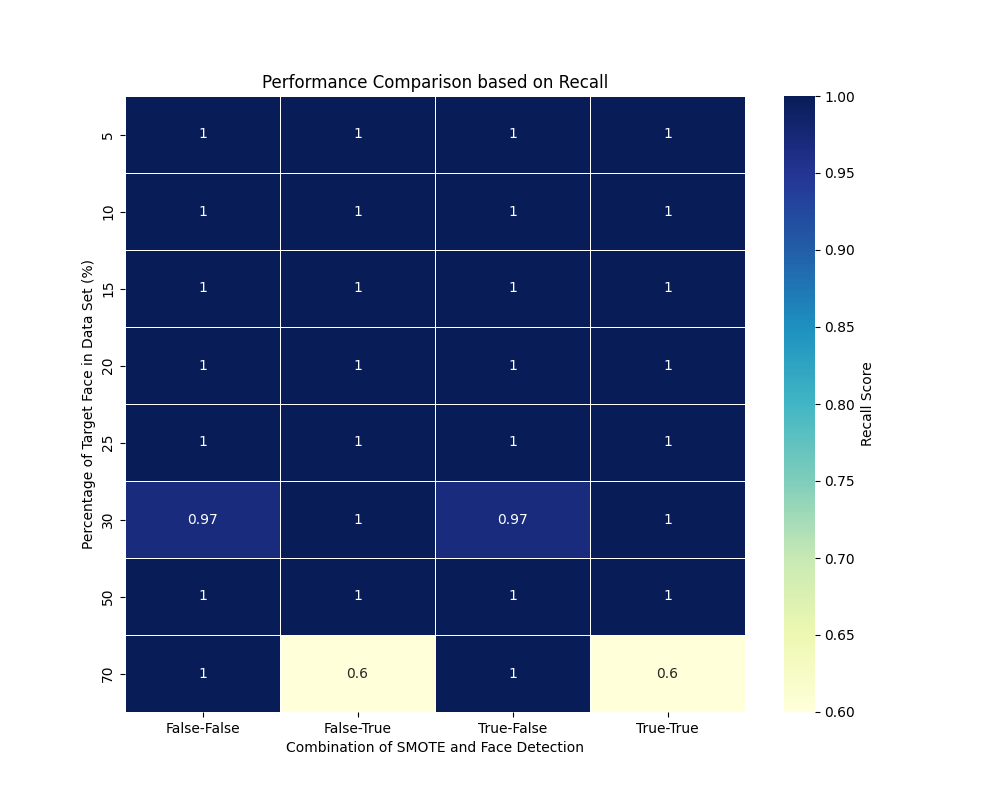 Performance Comparison based on Recall
Percentage of Target Face in Data Set (%)
5 1 1 1 1
10 1 1 1 1
15 1 1 1 1
20 1 1 1 1
25 1 1 1 1
30 0.97 1 0.97 1
50 1 1 1 1
70 1 0.6 1 0.6
False-False False-True True-False True-True
Combination of SMOTE and Face Detection
1.00
0.95
0.90
0.85
0.80
0.75
0.70
0.65
0.60
Recall Score